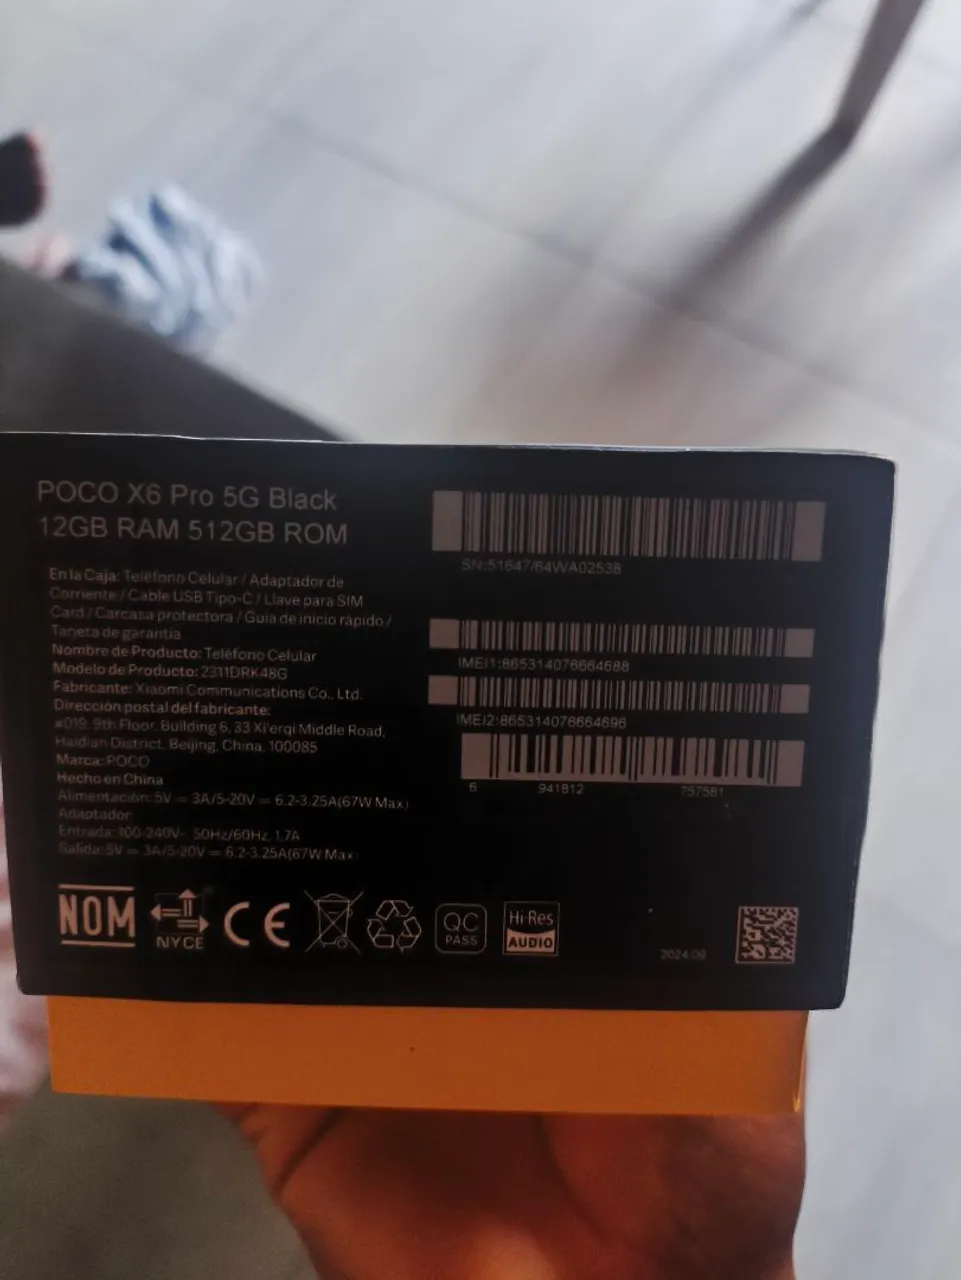 POCO X6 Pro 5G Black
12GB RAM 512GB ROM
En la Caja: Teléfono Celular / Adaptador de
Corriente / Cable USB Tipo-C / Llave para SIM
Card / Carcasa protectora / Guía de inicio rápido /
Tarjeta de garantía
Nombre de Producto: Teléfono Celular
Modelo de Producto: 2311DRK48G
Fabricante: Xiaomi Communications Co., Ltd.
Dirección postal del fabricante:
#019, 9th Floor, Building 6, 33 Xi'erqi Middle Road,
Haidian District, Beijing, China, 100085
Marca: POCO
Hecho en China
Alimentación: 5V = 3A/5-20V = 6.2-3.25A(67W Max)
Adaptador:
Entrada: 100-240V~, 50Hz/60Hz, 1.7A
Salida: 5V = 3A/5-20V = 6.2-3.25A(67W Max)
SN:51647/64WA02538
IMEI1:865314076664688
IMEI2:865314076664696
6 941812 757581
NOM
NYCE
CE
QC
PASS
Hi-Res
AUDIO
2024.09